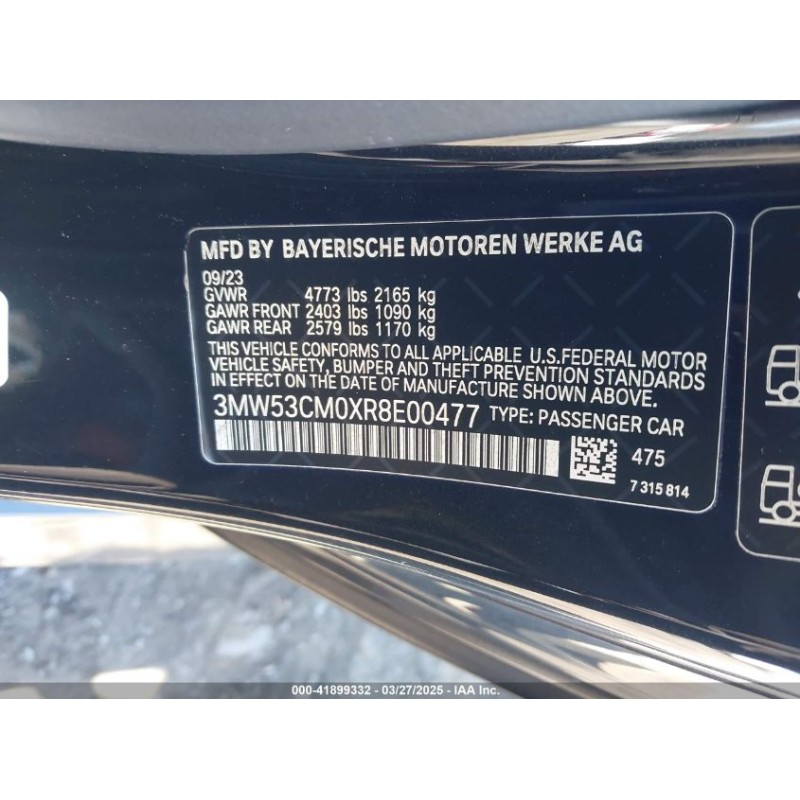 MFD BY BAYERISCHE MOTOREN WERKE AG
09/23
GVWR 4773 lbs 2165 kg
GAWR FRONT 2403 lbs 1090 kg
GAWR REAR 2579 lbs 1170 kg
THIS VEHICLE CONFORMS TO ALL APPLICABLE U.S.FEDERAL MOTOR
VEHICLE SAFETY, BUMPER AND THEFT PREVENTION STANDARDS
IN EFFECT ON THE DATE OF MANUFACTURE SHOWN ABOVE.
3MW53CM0XR8E00477 TYPE: PASSENGER CAR
475
7 315 814
000-41899332 - 03/27/2025 - IAA Inc.